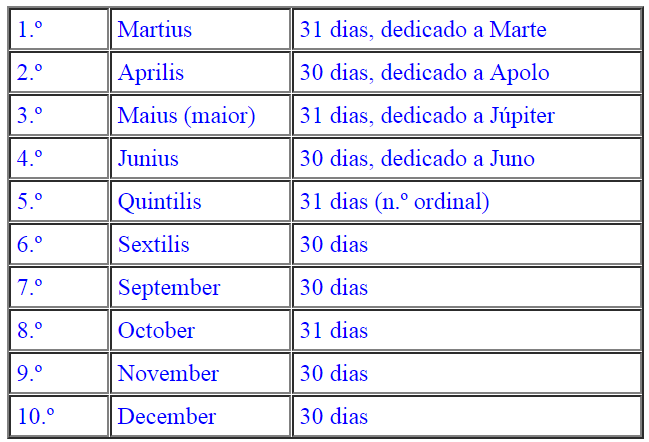 1.º Martius 31 dias, dedicado a Marte
2.º Aprilis 30 dias, dedicado a Apolo
3.º Maius (maior) 31 dias, dedicado a Júpiter
4.º Junius 30 dias, dedicado a Juno
5.º Quintilis 31 dias (n.º ordinal)
6.º Sextilis 30 dias
7.º September 30 dias
8.º October 31 dias
9.º November 30 dias
10.º December 30 dias